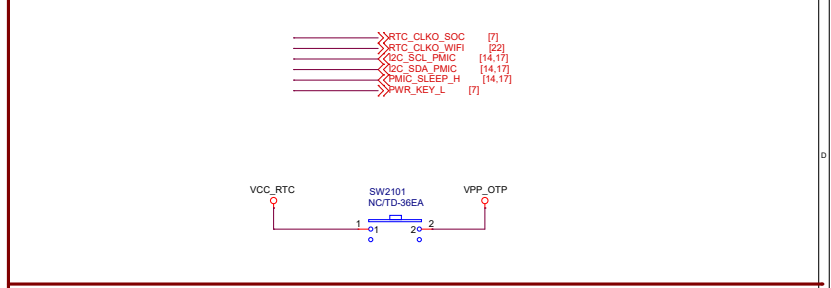 RTC_CLKO_SOC [7]
RTC_CLKO_WIFI [22]
I2C_SCL_PMIC [14,17]
I2C_SDA_PMIC [14,17]
PMIC_SLEEP_H [14,17]
PWR_KEY_L [7]
D
VCC_RTC SW2101 VPP_OTP
NC/TD-36EA
1 1 2 2